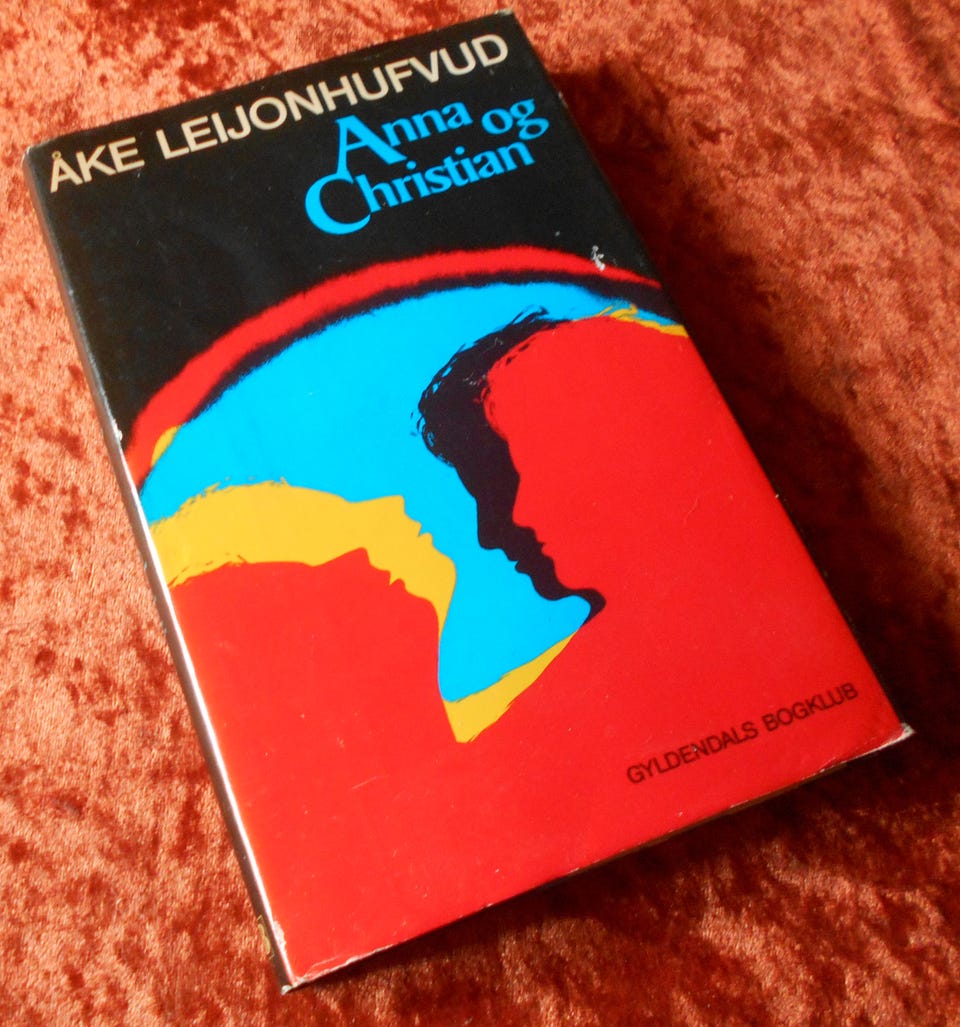 ÅKE LEIJONHUFVUD
Anna og
Christian
GYLDENDALS BOGKLUB